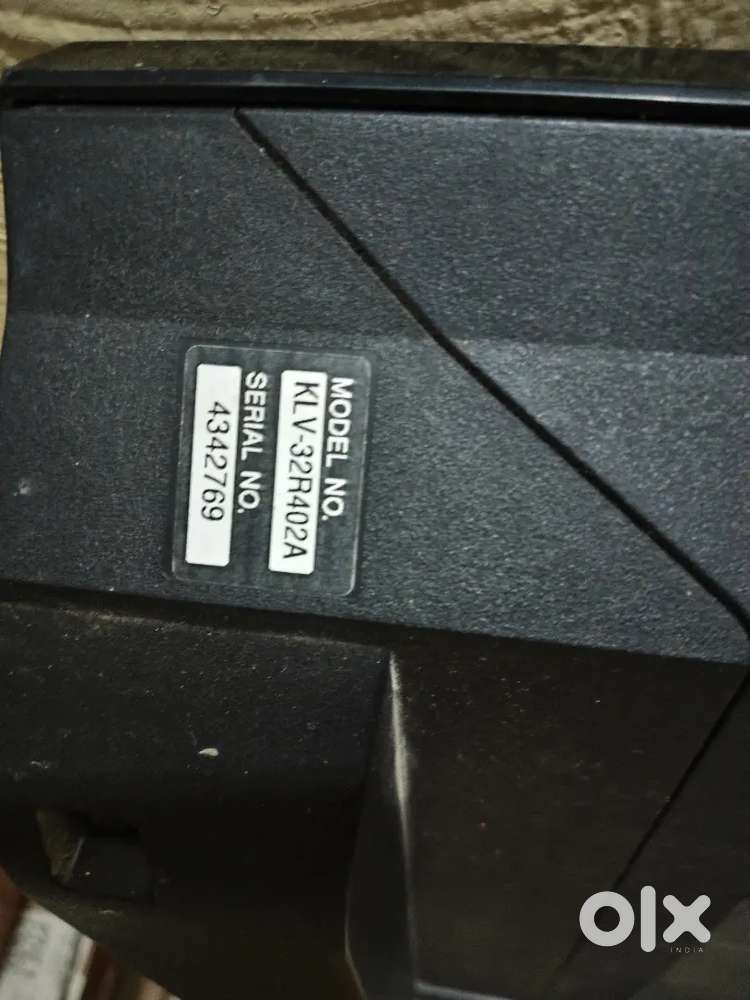 MODEL NO.
KLV-32R402A
SERIAL NO.
4342769
olx
INDIA